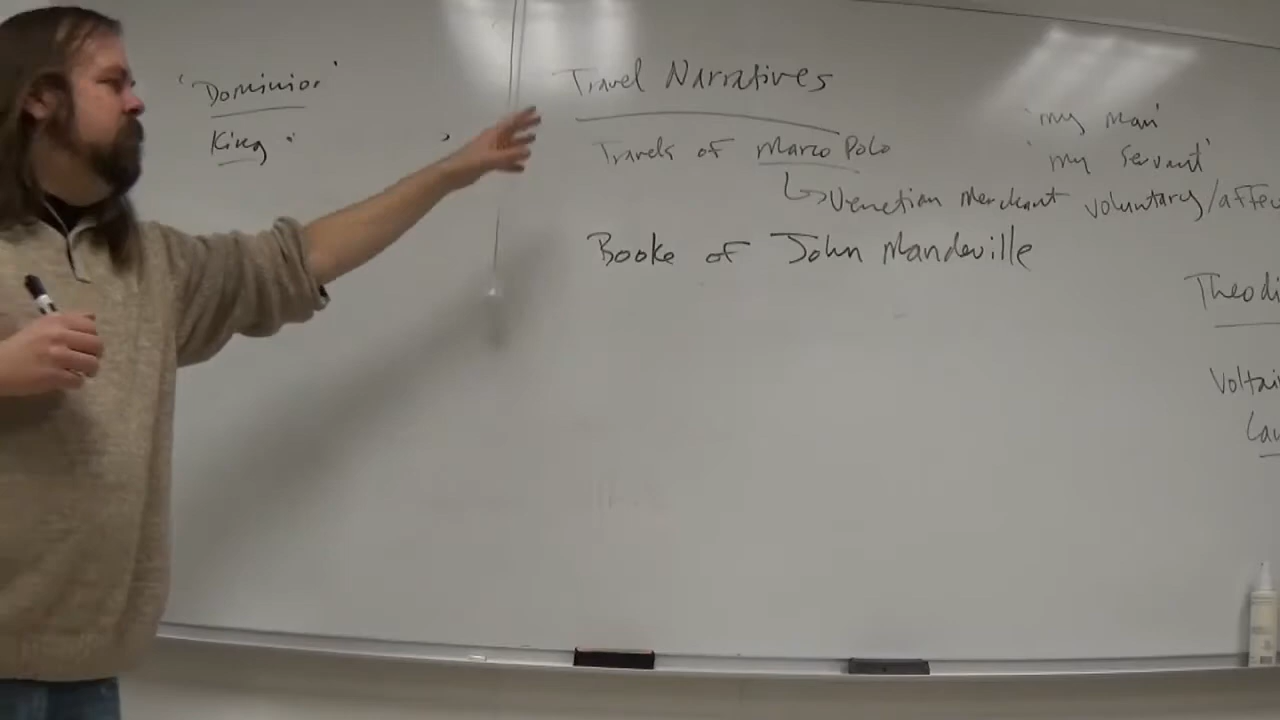 'Dominion'
King
Travel Narratives
Travels of Marco Polo
↳Venetian Merchant
Booke of John Mandeville
'my man'
'my servant'
voluntary/affec
Theodi
Voltai